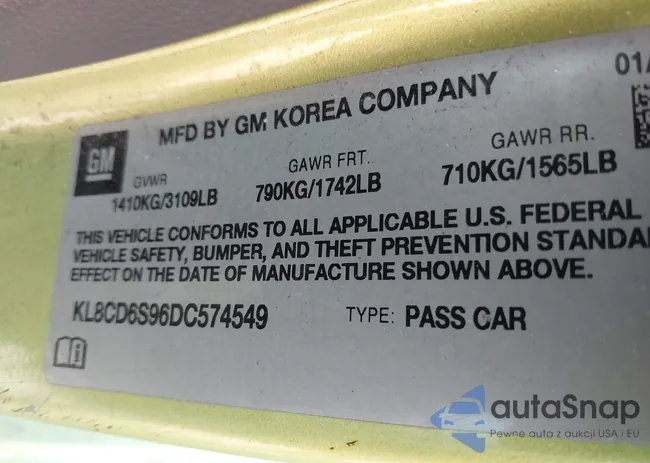 01/
MFD BY GM KOREA COMPANY
GM
GVWR
1410KG/3109LB
GAWR FRT.
790KG/1742LB
GAWR RR.
710KG/1565LB
THIS VEHICLE CONFORMS TO ALL APPLICABLE U.S. FEDERAL
VEHICLE SAFETY, BUMPER, AND THEFT PREVENTION STANDA
EFFECT ON THE DATE OF MANUFACTURE SHOWN ABOVE.
KL8CD6S96DC574549
TYPE: PASS CAR
autoSnap
Pewne auta z aukcji USA i EU